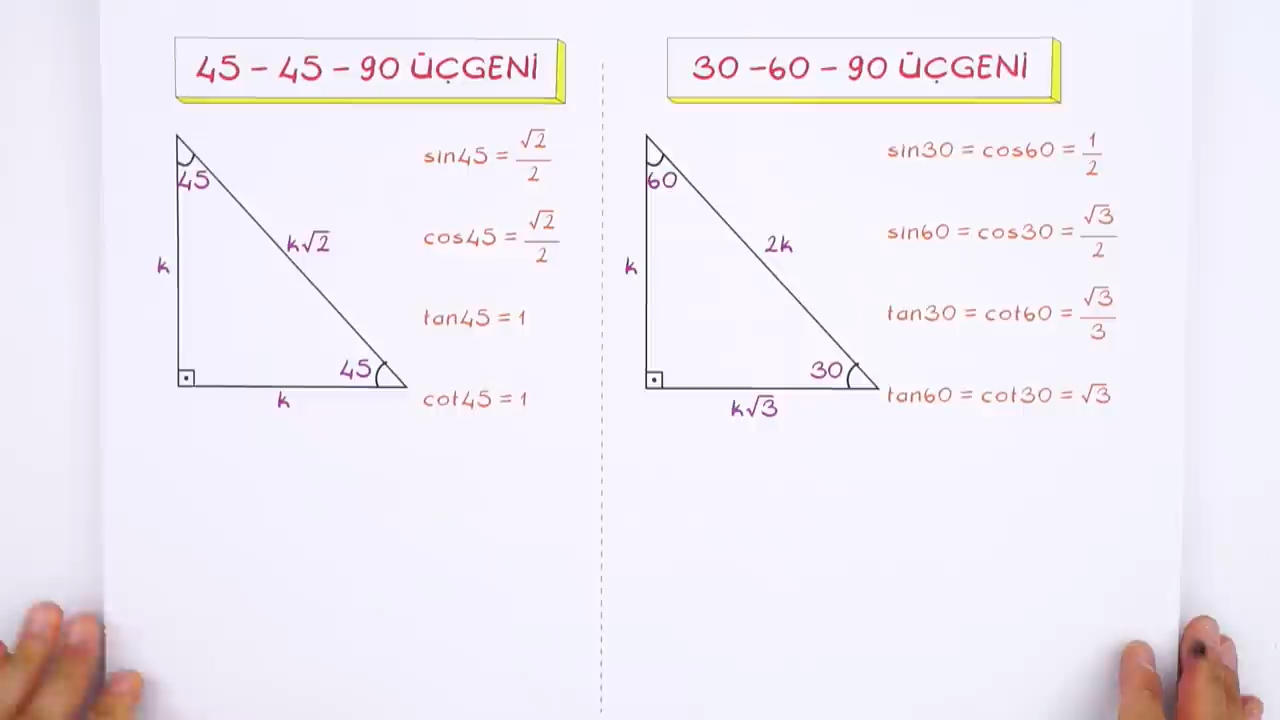 45 - 45 - 90 ÜÇGENİ
45
k
k√2
45
k
sin45 = √2/2
cos45 = √2/2
tan45 = 1
cot45 = 1
30 - 60 - 90 ÜÇGENİ
60
k
2k
30
k√3
sin30 = cos60 = 1/2
sin60 = cos30 = √3/2
tan30 = cot60 = √3/3
tan60 = cot30 = √3